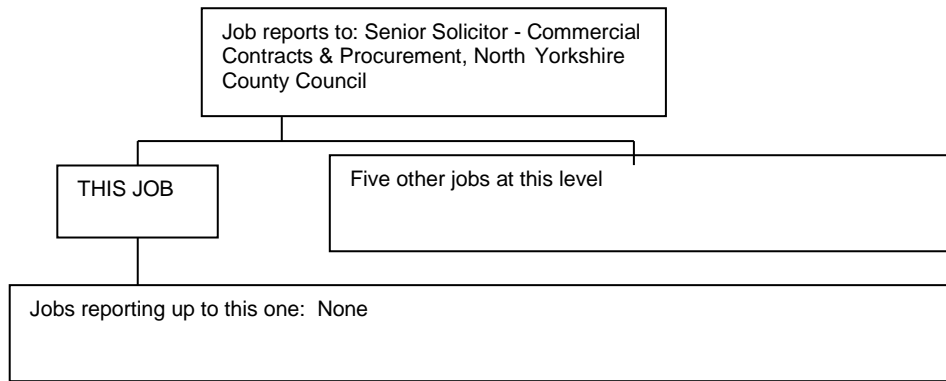 Job reports to: Senior Solicitor - Commercial
Contracts & Procurement, North Yorkshire
County Council
THIS JOB
Five other jobs at this level
Jobs reporting up to this one: None